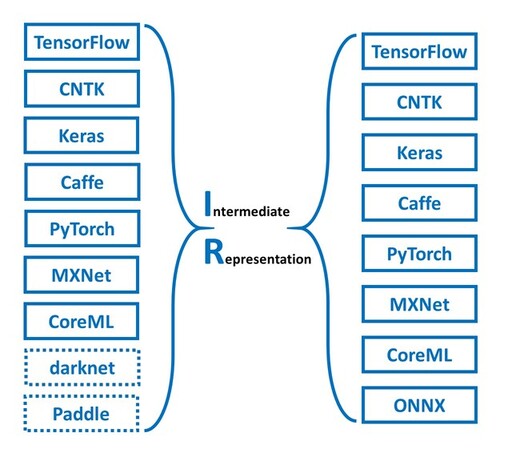 TensorFlow
CNTK
Keras
Caffe
PyTorch
MXNet
CoreML
darknet
Paddle
Intermediate
Representation
TensorFlow
CNTK
Keras
Caffe
PyTorch
MXNet
CoreML
ONNX